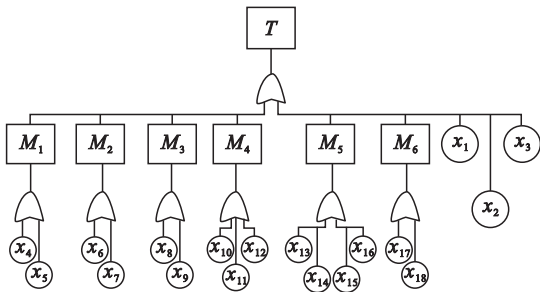 T
M₁ M₂ M₃ M₄ M₅ M₆ x₁ x₃
x₂
x₄ x₆ x₈ x₁₀ x₁₂ x₁₃ x₁₆ x₁₇
x₅ x₇ x₉ x₁₁ x₁₄ x₁₅ x₁₈